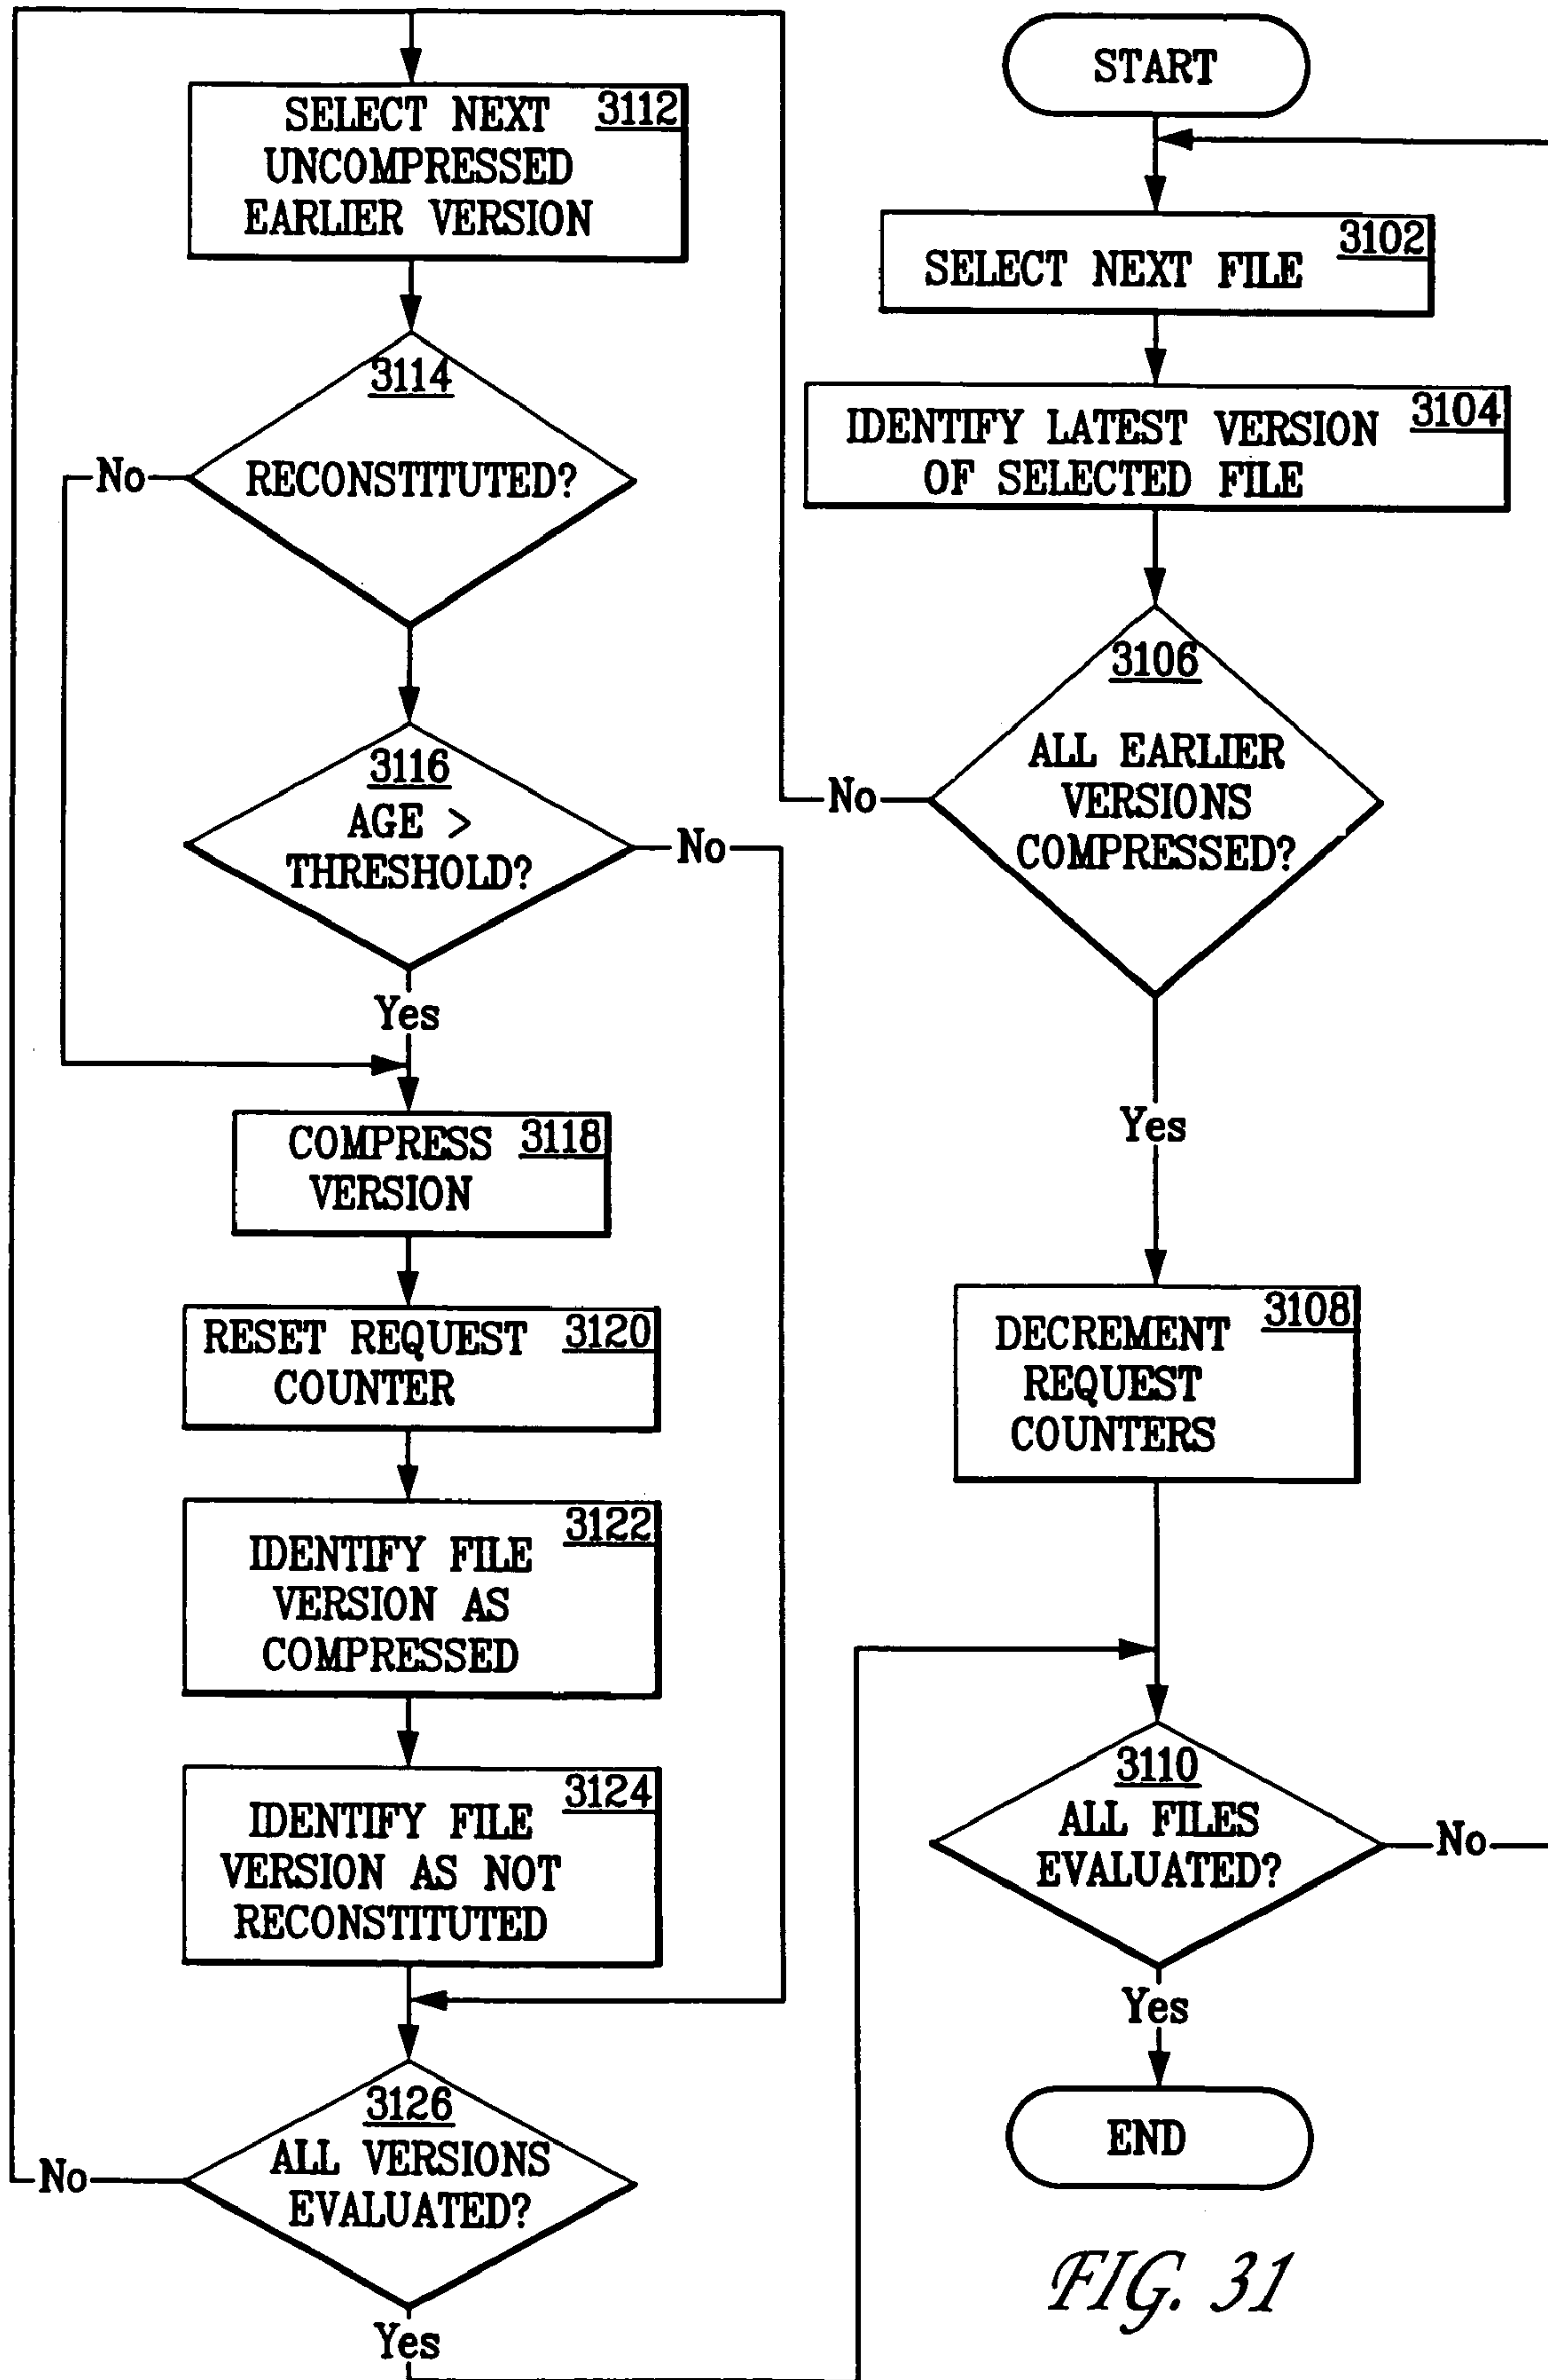 START
SELECT NEXT FILE 3102
IDENTIFY LATEST VERSION 3104
OF SELECTED FILE
3106
ALL EARLIER
VERSIONS
COMPRESSED?
No
Yes
DECREMENT 3108
REQUEST
COUNTERS
3110
ALL FILES
EVALUATED?
No
Yes
END
SELECT NEXT 3112
UNCOMPRESSED
EARLIER VERSION
3114
RECONSTITUTED?
No
3116
AGE >
THRESHOLD?
No
Yes
COMPRESS 3118
VERSION
RESET REQUEST 3120
COUNTER
3122
IDENTIFY FILE
VERSION AS
COMPRESSED
3124
IDENTIFY FILE
VERSION AS NOT
RECONSTITUTED
3126
ALL VERSIONS
EVALUATED?
No
Yes
FIG. 31